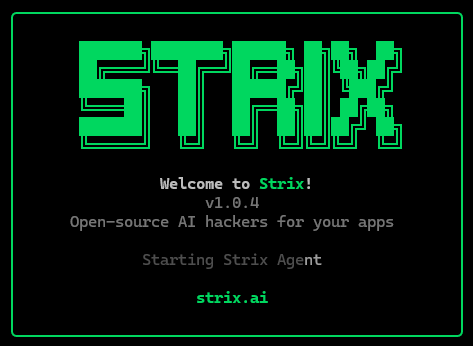 STRIX
Welcome to Strix!
v1.0.4
Open-source AI hackers for your apps
Starting Strix Agent
strix.ai